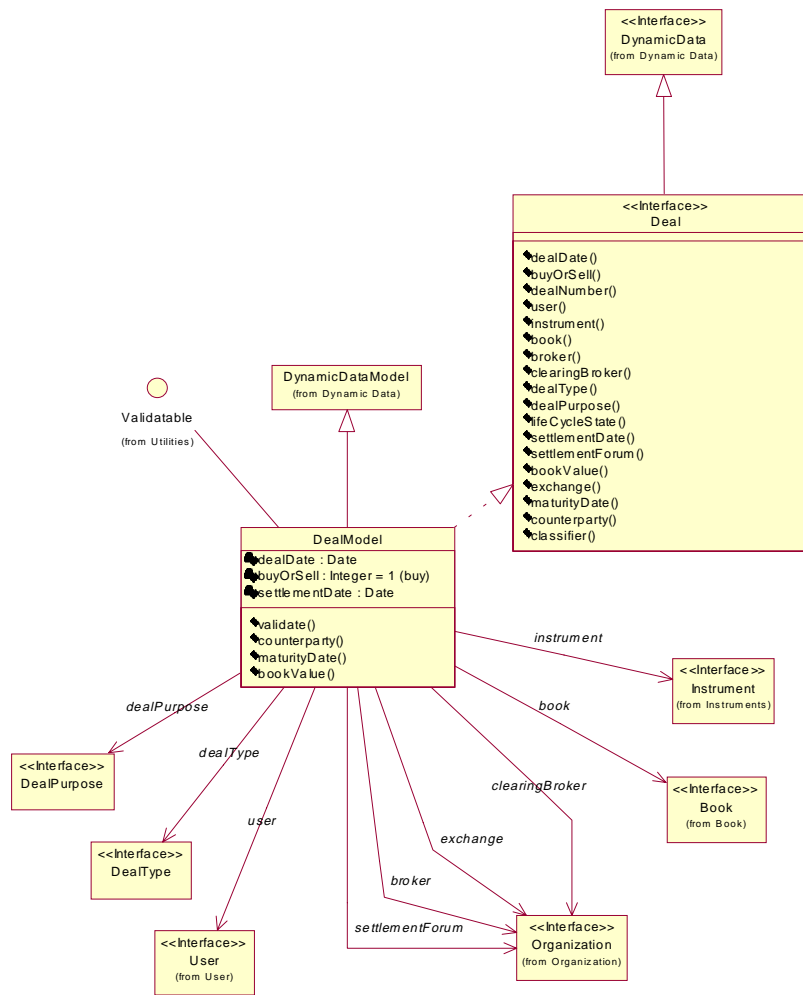 <<Interface>>
DynamicData
(from Dynamic Data)
<<Interface>>
Deal
dealDate()
buyOrSell()
dealNumber()
user()
instrument()
book()
broker()
clearingBroker()
dealType()
dealPurpose()
lifeCycleState()
settlementDate()
settlementForum()
bookValue()
exchange()
maturityDate()
counterparty()
classifier()
DynamicDataModel
(from Dynamic Data)
Validatable
(from Utilities)
DealModel
dealDate : Date
buyOrSell : Integer = 1 (buy)
settlementDate : Date
validate()
counterparty()
maturityDate()
bookValue()
instrument
<<Interface>>
Instrument
(from Instruments)
book
<<Interface>>
Book
(from Book)
dealPurpose
<<Interface>>
DealPurpose
dealType
<<Interface>>
DealType
user
<<Interface>>
User
(from User)
clearingBroker
exchange
broker
settlementForum
<<Interface>>
Organization
(from Organization)